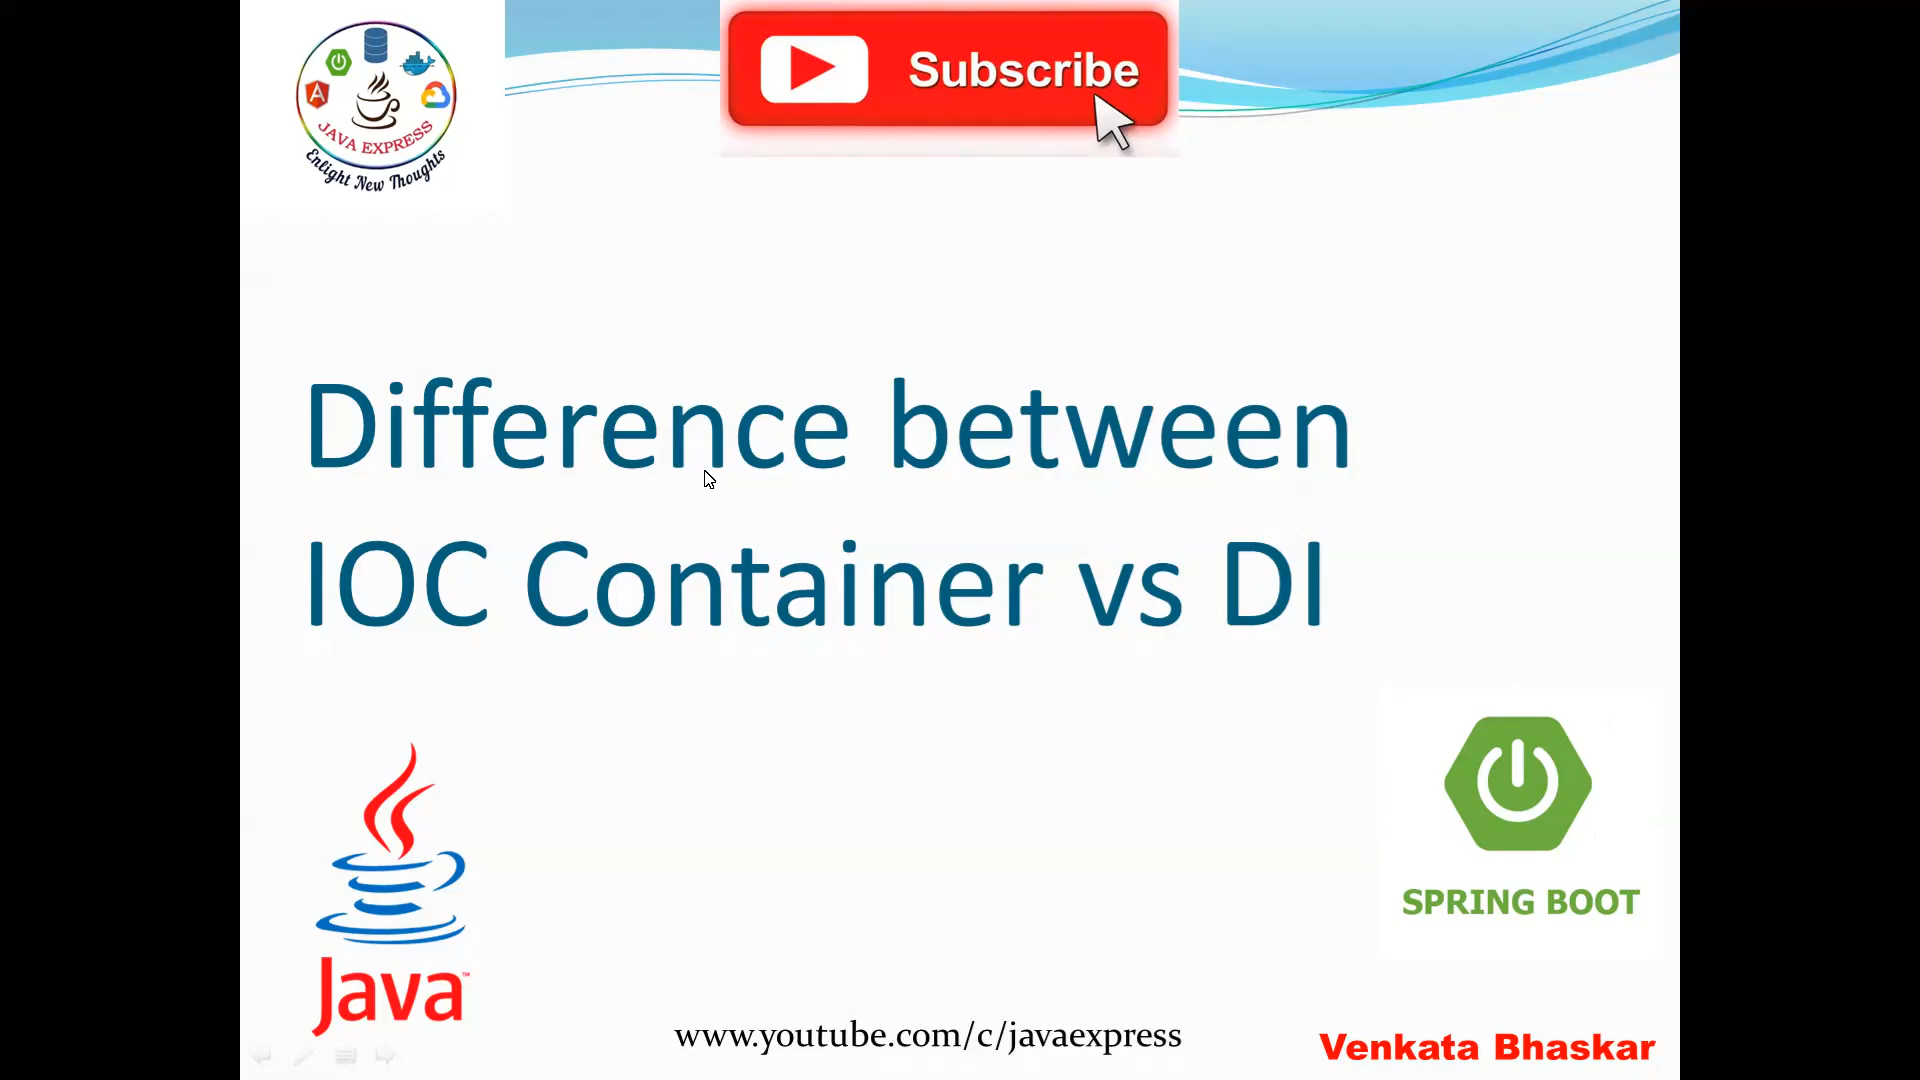 JAVA EXPRESS
Enlight New Thoughts
Subscribe
Difference between
IOC Container vs DI
Java™
SPRING BOOT
www.youtube.com/c/javaexpress
Venkata Bhaskar